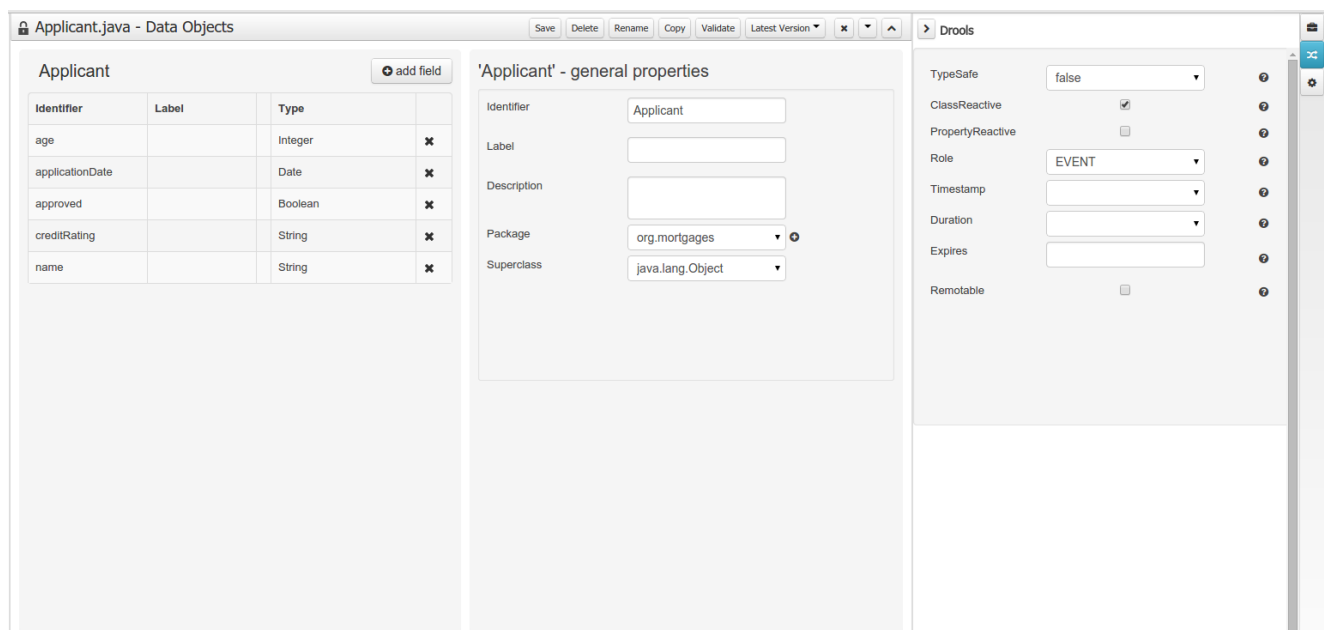 Applicant.java - Data Objects
Save Delete Rename Copy Validate Latest Version
Applicant
add field
Identifier Label Type
age Integer
applicationDate Date
approved Boolean
creditRating String
name String
'Applicant' - general properties
Identifier Applicant
Label
Description
Package org.mortgages
Superclass java.lang.Object
Drools
TypeSafe false
ClassReactive
PropertyReactive
Role EVENT
Timestamp
Duration
Expires
Remotable